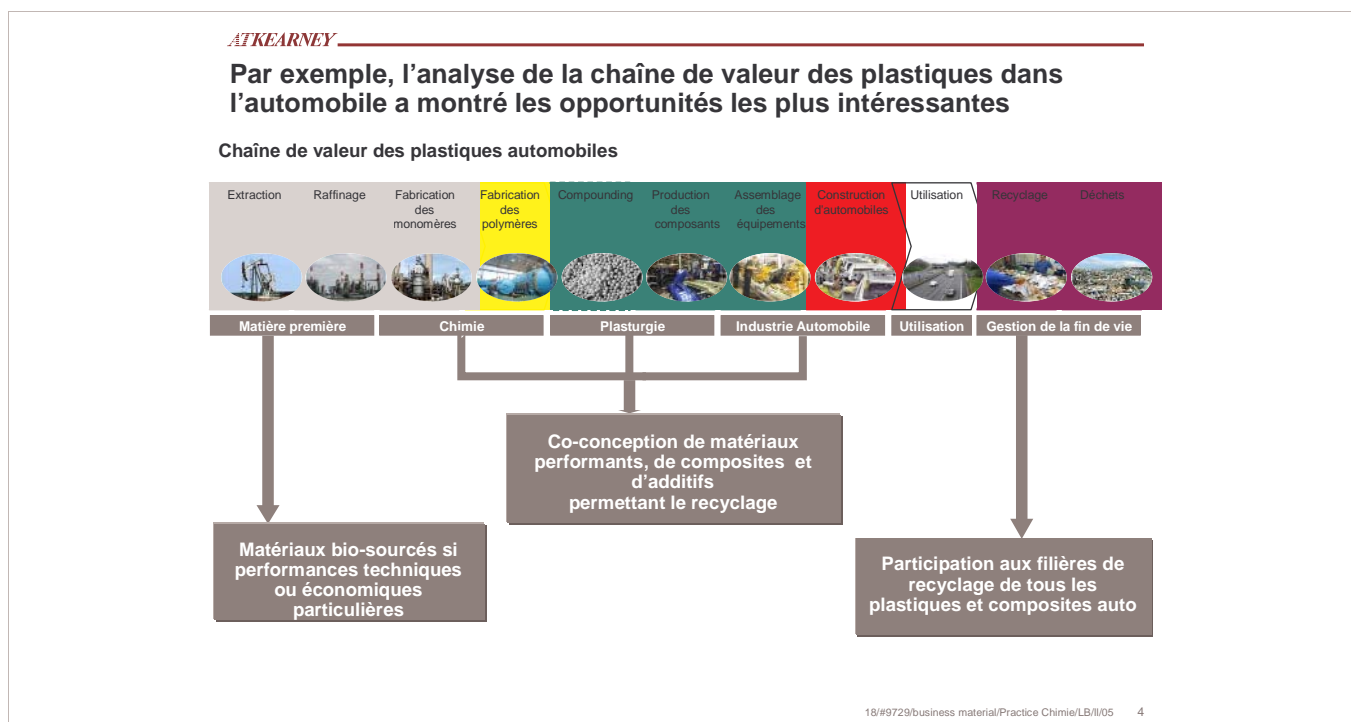 ATKEARNEY
Par exemple, l'analyse de la chaîne de valeur des plastiques dans
l'automobile a montré les opportunités les plus intéressantes
Chaîne de valeur des plastiques automobiles
Extraction
Raffinage
Fabrication
des
monomères
Fabrication
des
polymères
Compounding
Production
des
composants
Assemblage
des
équipements
Construction
d'automobiles
Utilisation
Recyclage
Déchets
Matière première
Chimie
Plasturgie
Industrie Automobile
Utilisation
Gestion de la fin de vie
Co-conception de matériaux
performants, de composites et
d'additifs
permettant le recyclage
Matériaux bio-sourcés si
performances techniques
ou économiques
particulières
Participation aux filières de
recyclage de tous les
plastiques et composites auto
18/#9729/business material/Practice Chimie/LB/II/05 4